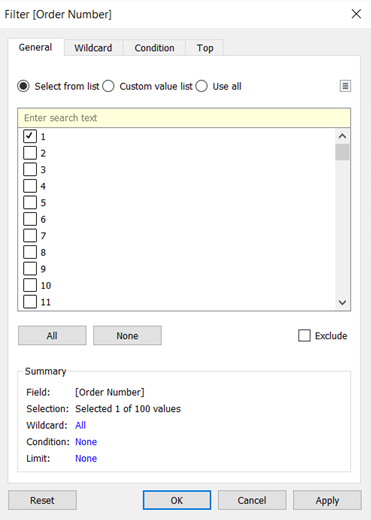 Filter [Order Number]
General Wildcard Condition Top
Select from list Custom value list Use all
Enter search text
1
2
3
4
5
6
7
8
9
10
11
All None Exclude
Summary
Field: [Order Number]
Selection: Selected 1 of 100 values
Wildcard: All
Condition: None
Limit: None
Reset OK Cancel Apply